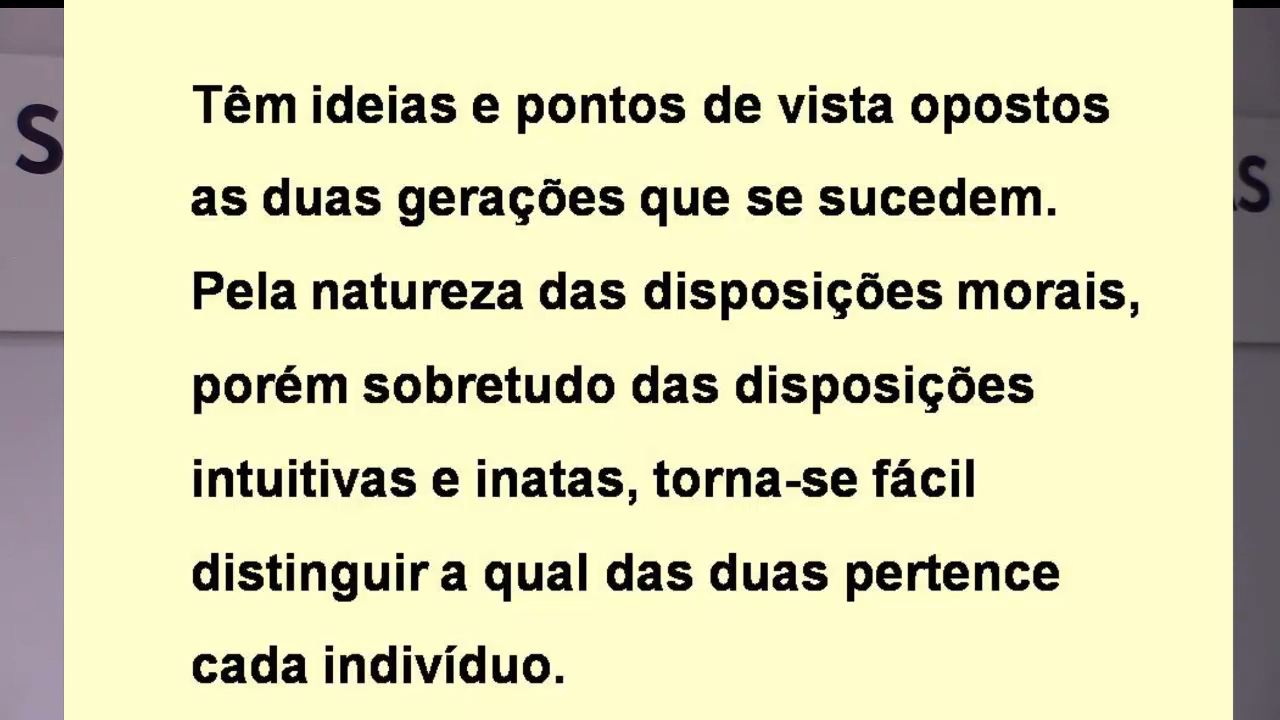 Têm ideias e pontos de vista opostos
as duas gerações que se sucedem.
Pela natureza das disposições morais,
porém sobretudo das disposições
intuitivas e inatas, torna-se fácil
distinguir a qual das duas pertence
cada indivíduo.